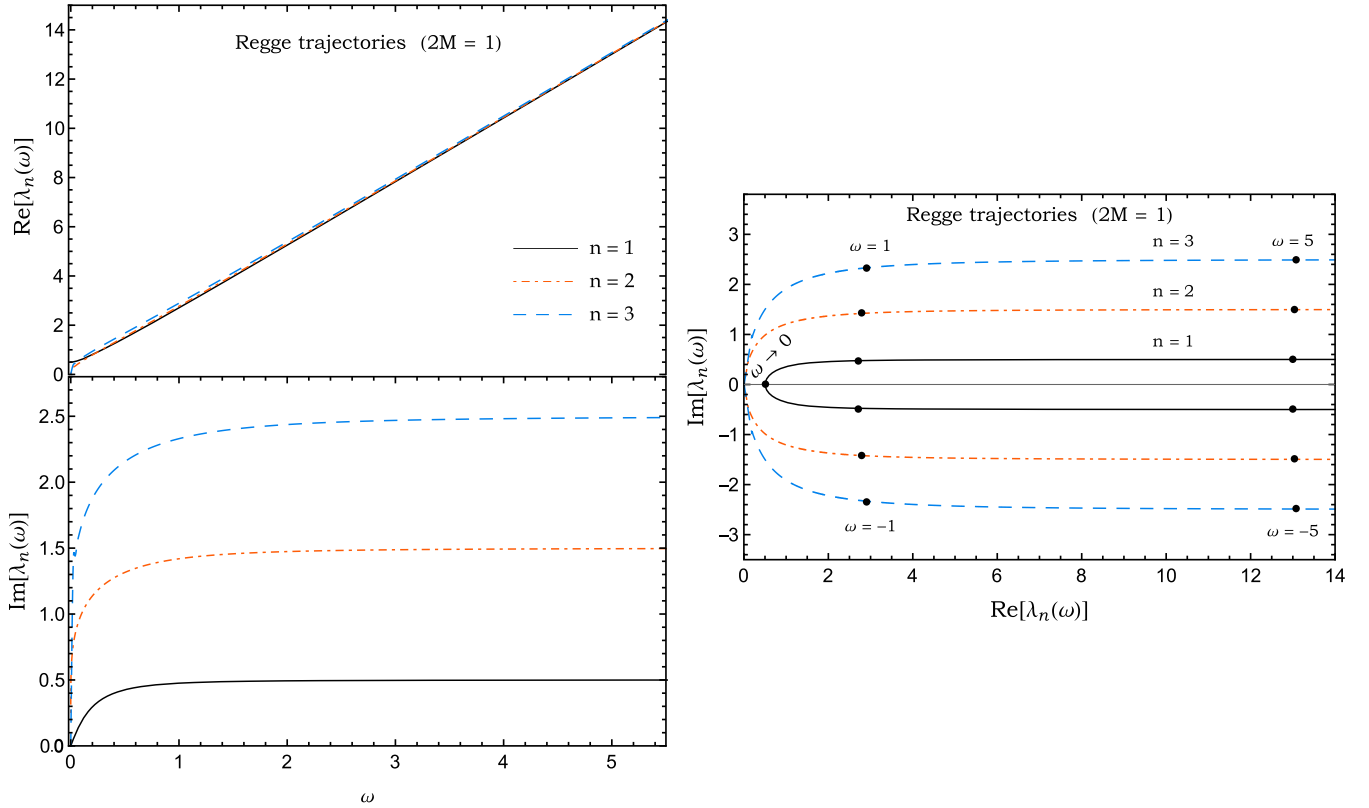 Regge trajectories (2M = 1)
Re[λₙ(ω)]
14
12
10
8
6
4
2
0
n = 1
n = 2
n = 3
Im[λₙ(ω)]
2.5
2.0
1.5
1.0
0.5
0.0
0
0 1 2 3 4 5
ω
Regge trajectories (2M = 1)
Im[λₙ(ω)]
3
2
1
0
−1
−2
−3
ω = 1
n = 3
ω = 5
n = 2
n = 1
ω → 0
ω = −1
ω = −5
0 2 4 6 8 10 12 14
Re[λₙ(ω)]